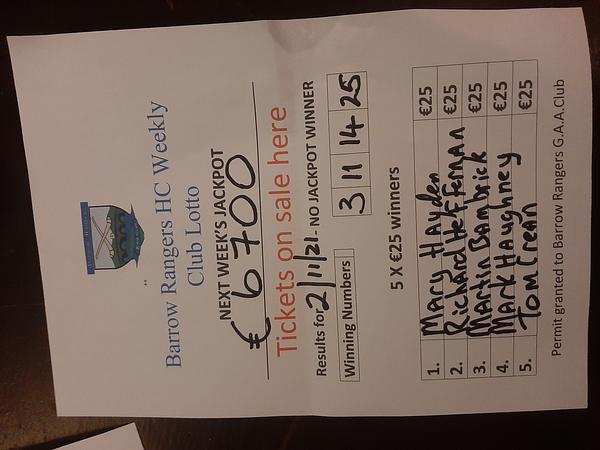 Barrow Rangers HC Weekly
Club Lotto
NEXT WEEK'S JACKPOT
€ 6700
Tickets on sale here
Results for 2/11/21 - NO JACKPOT WINNER
Winning Numbers 3 11 14 25
5 X €25 winners
1. Mary Hayden €25
2. Richard Heffernan €25
3. Martin Bambrick €25
4. Mark Haughney €25
5. Tom Crean €25
Permit granted to Barrow Rangers G.A.A.Club